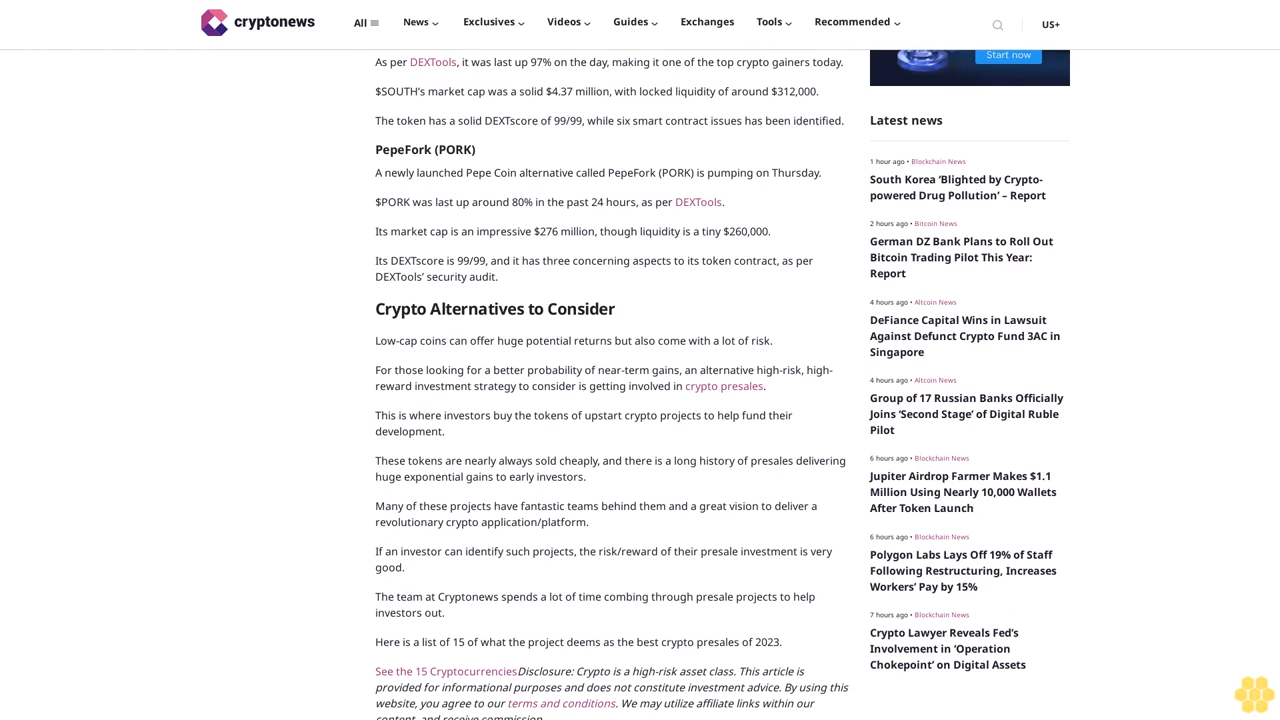 cryptonews
All
News
Exclusives
Videos
Guides
Exchanges
Tools
Recommended
US+
As per DEXTools, it was last up 97% on the day, making it one of the top crypto gainers today.
$SOUTH’s market cap was a solid $4.37 million, with locked liquidity of around $312,000.
The token has a solid DEXTscore of 99/99, while six smart contract issues has been identified.
PepeFork (PORK)
A newly launched Pepe Coin alternative called PepeFork (PORK) is pumping on Thursday.
$PORK was last up around 80% in the past 24 hours, as per DEXTools.
Its market cap is an impressive $276 million, though liquidity is a tiny $260,000.
Its DEXTscore is 99/99, and it has three concerning aspects to its token contract, as per
DEXTools’ security audit.
Crypto Alternatives to Consider
Low-cap coins can offer huge potential returns but also come with a lot of risk.
For those looking for a better probability of near-term gains, an alternative high-risk, high-
reward investment strategy to consider is getting involved in crypto presales.
This is where investors buy the tokens of upstart crypto projects to help fund their
development.
These tokens are nearly always sold cheaply, and there is a long history of presales delivering
huge exponential gains to early investors.
Many of these projects have fantastic teams behind them and a great vision to deliver a
revolutionary crypto application/platform.
If an investor can identify such projects, the risk/reward of their presale investment is very
good.
The team at Cryptonews spends a lot of time combing through presale projects to help
investors out.
Here is a list of 15 of what the project deems as the best crypto presales of 2023.
See the 15 CryptocurrenciesDisclosure: Crypto is a high-risk asset class. This article is
provided for informational purposes and does not constitute investment advice. By using this
website, you agree to our terms and conditions. We may utilize affiliate links within our
content, and receive commission.
Start now
Latest news
1 hour ago • Blockchain News
South Korea ‘Blighted by Crypto-
powered Drug Pollution’ – Report
2 hours ago • Bitcoin News
German DZ Bank Plans to Roll Out
Bitcoin Trading Pilot This Year:
Report
4 hours ago • Altcoin News
DeFiance Capital Wins in Lawsuit
Against Defunct Crypto Fund 3AC in
Singapore
4 hours ago • Altcoin News
Group of 17 Russian Banks Officially
Joins ‘Second Stage’ of Digital Ruble
Pilot
6 hours ago • Blockchain News
Jupiter Airdrop Farmer Makes $1.1
Million Using Nearly 10,000 Wallets
After Token Launch
6 hours ago • Blockchain News
Polygon Labs Lays Off 19% of Staff
Following Restructuring, Increases
Workers’ Pay by 15%
7 hours ago • Blockchain News
Crypto Lawyer Reveals Fed’s
Involvement in ‘Operation
Chokepoint’ on Digital Assets